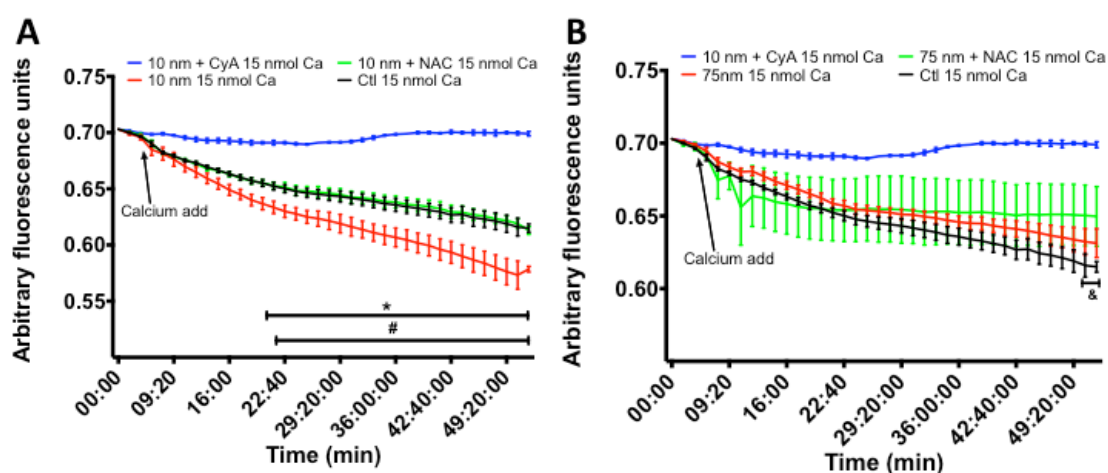 A
10 nm + CyA 15 nmol Ca
10 nm + NAC 15 nmol Ca
10 nm 15 nmol Ca
Ctl 15 nmol Ca
Arbitrary fluorescence units
0.75
0.70
0.65
0.60
0.55
Calcium add
*
#
00:00
09:20
16:00
22:40
29:20:00
36:00:00
42:40:00
49:20:00
Time (min)
B
10 nm + CyA 15 nmol Ca
75 nm + NAC 15 nmol Ca
75nm 15 nmol Ca
Ctl 15 nmol Ca
Arbitrary fluorescence units
0.75
0.70
0.65
0.60
Calcium add
&
00:00
09:20
16:00
22:40
29:20:00
36:00:00
42:40:00
49:20:00
Time (min)